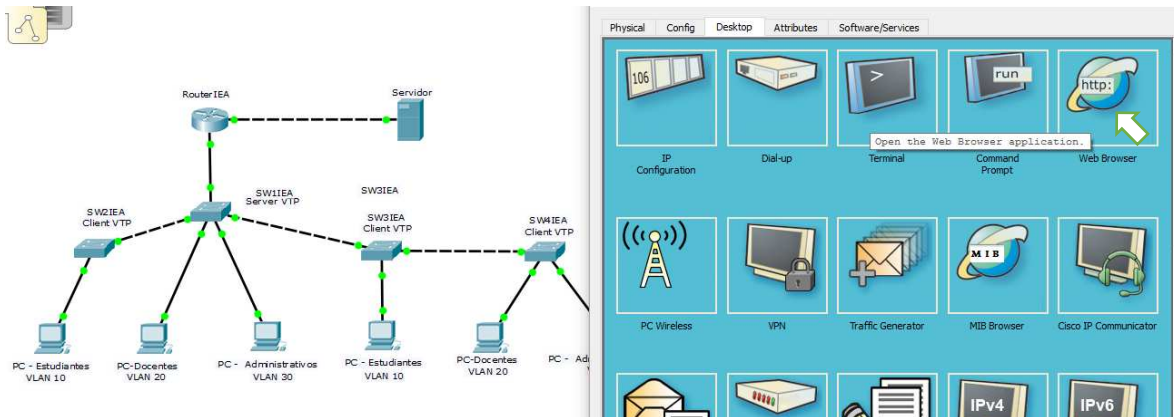 Physical Config Desktop Attributes Software/Services
RouterIEA
Servidor
SW1IEA
Server VTP
SW2IEA
Client VTP
SW3IEA
SW3IEA
Client VTP
SW4IEA
Client VTP
PC - Estudiantes
VLAN 10
PC-Docentes
VLAN 20
PC - Administrativos
VLAN 30
PC - Estudiantes
VLAN 10
PC-Docentes
VLAN 20
PC -
106
>
run
http:
Open the Web Browser application.
IP
Configuration
Dial-up
Terminal
Command
Prompt
Web Browser
MIB
PC Wireless
VPN
Traffic Generator
MIB Browser
Cisco IP Communicator
IPv4
IPv6